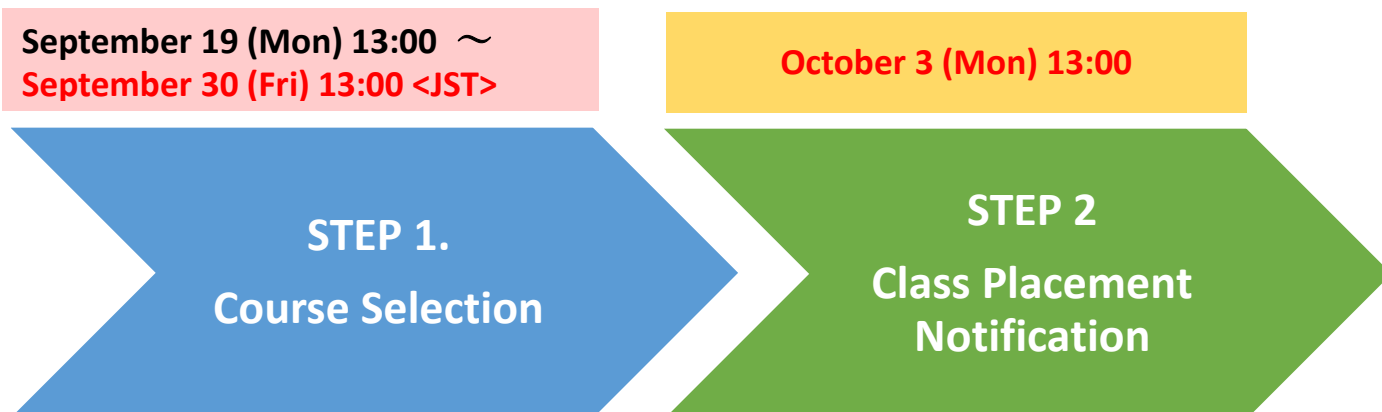 September 19 (Mon) 13:00 ～
September 30 (Fri) 13:00 <JST>
October 3 (Mon) 13:00
STEP 1.
Course Selection
STEP 2
Class Placement
Notification